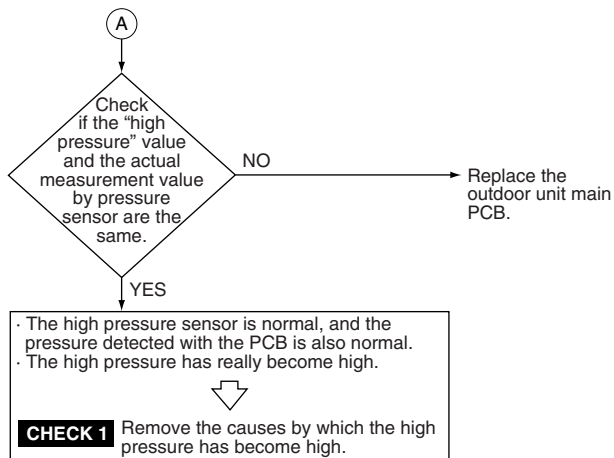 A
Check
if the “high
pressure” value
and the actual
measurement value
by pressure
sensor are the
same.
NO
Replace the
outdoor unit main
PCB.
YES
· The high pressure sensor is normal, and the
pressure detected with the PCB is also normal.
· The high pressure has really become high.
CHECK 1 Remove the causes by which the high
pressure has become high.